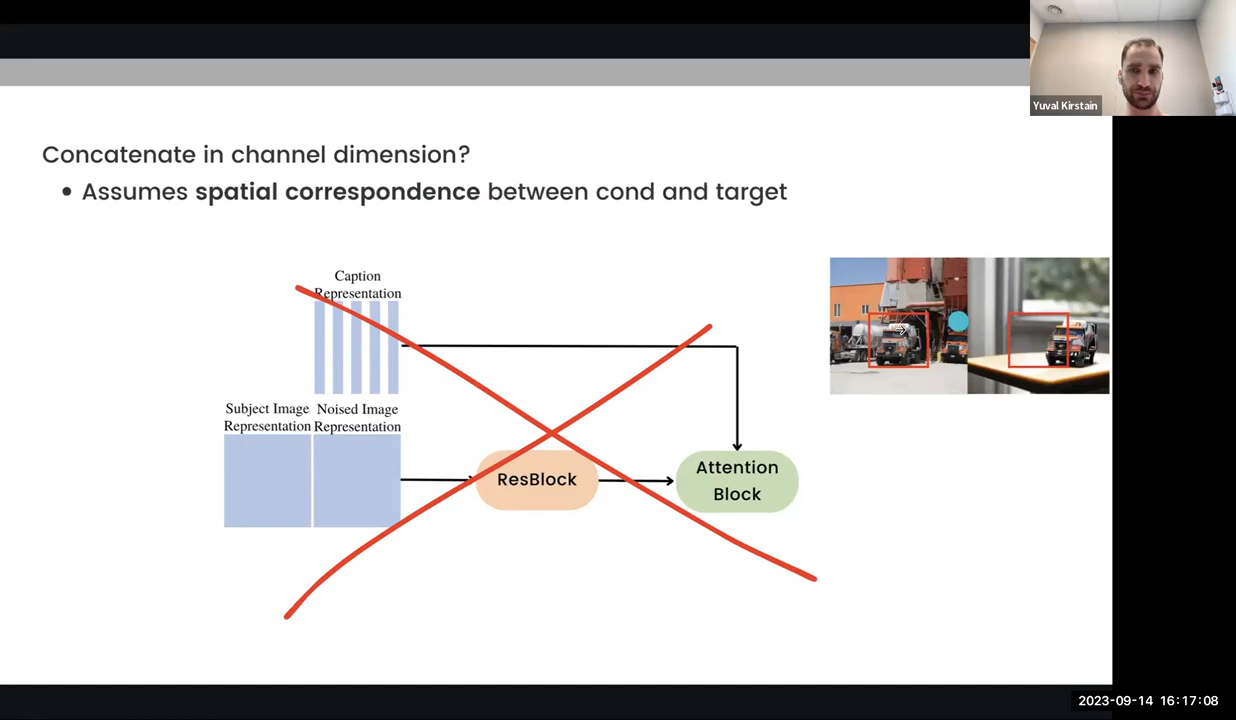 Yuval Kirstain
Concatenate in channel dimension?
• Assumes spatial correspondence between cond and target
Caption
Representation
Subject Image
Representation
Noised Image
Representation
ResBlock
Attention
Block
2023-09-14 16:17:08